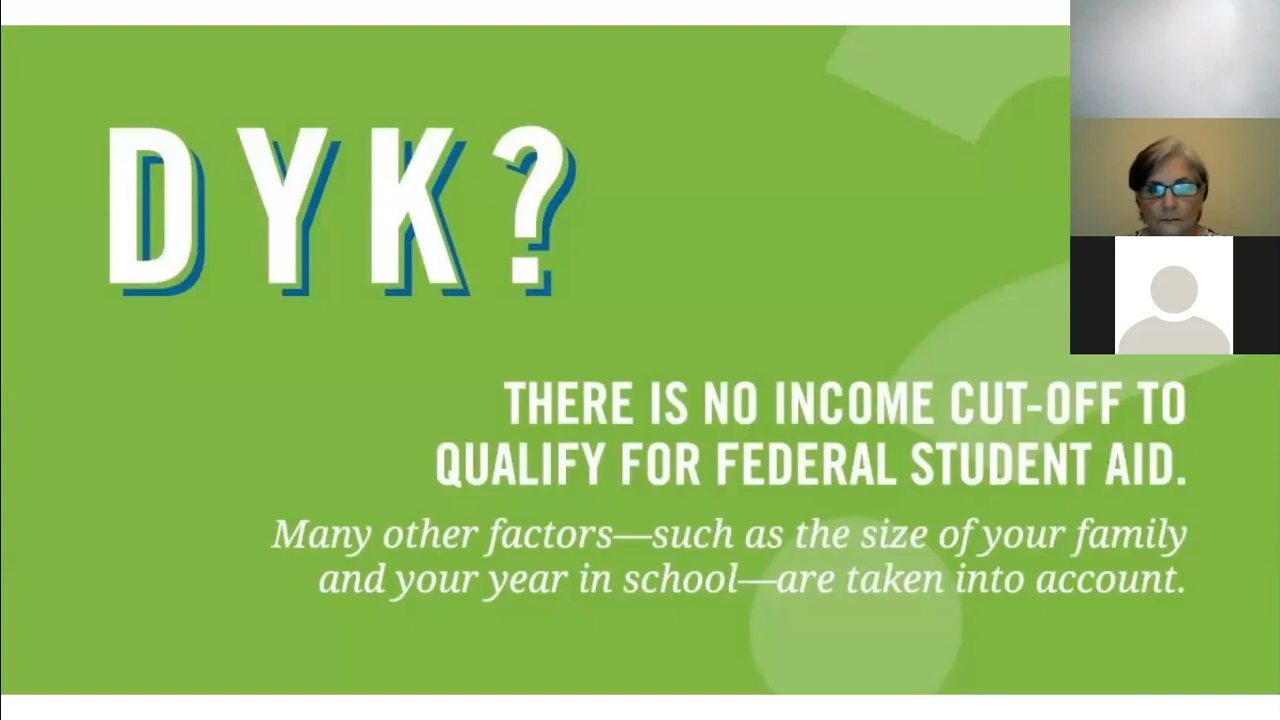 DYK?
THERE IS NO INCOME CUT-OFF TO
QUALIFY FOR FEDERAL STUDENT AID.
Many other factors—such as the size of your family
and your year in school—are taken into account.